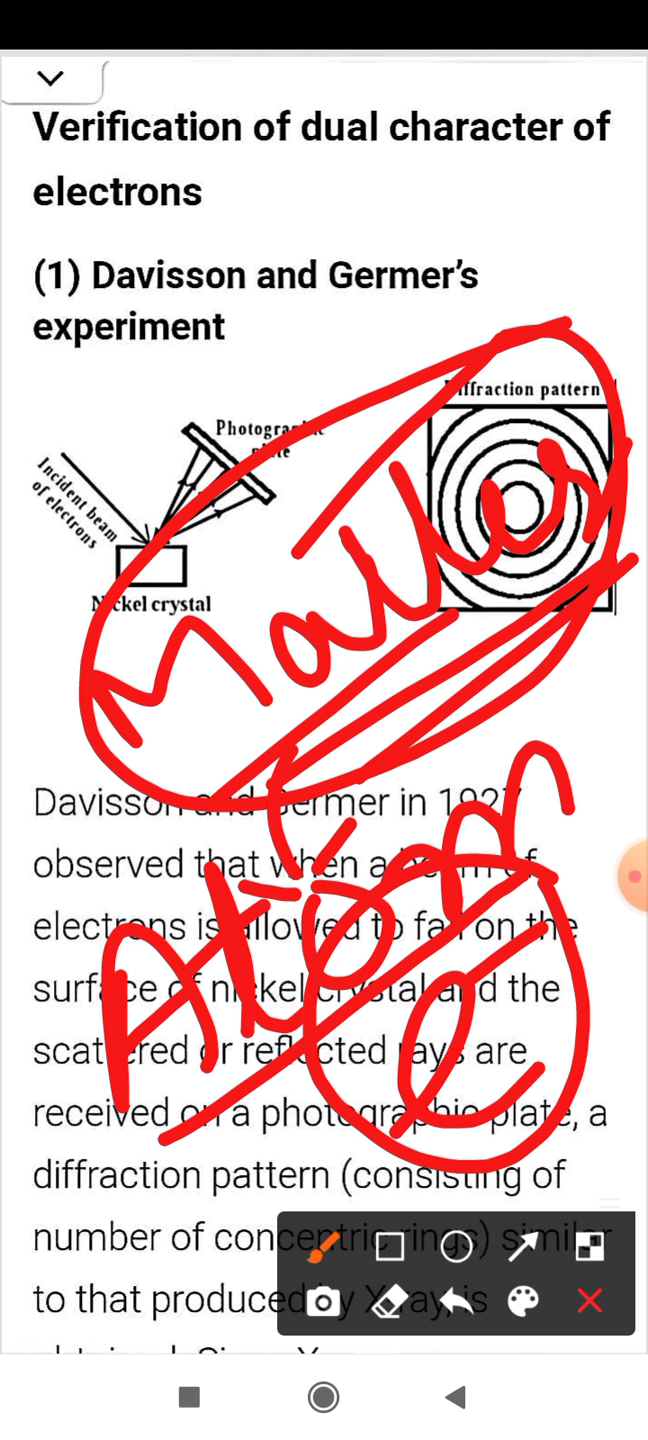 Verification of dual character of
electrons
(1) Davisson and Germer’s
experiment
Diffraction pattern
Photographic
plate
Incident beam
of electrons
Nickel crystal
Matter
Davisson and Germer in 1927
observed that when a beam of
electrons is allowed to fall on the
surface of nickel crystal and the
scattered or reflected rays are
received on a photographic plate, a
diffraction pattern (consisting of
number of concentric rings) similar
to that produced by X-ray, is
Atom
e